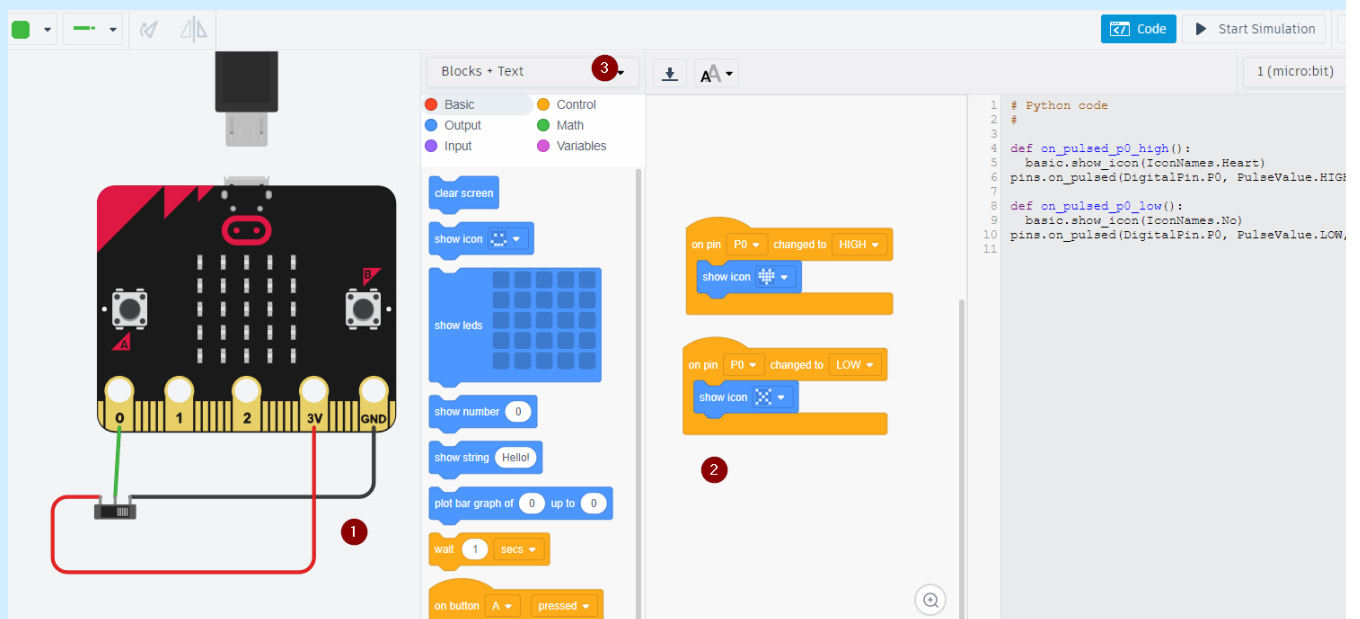 Code
Start Simulation
Blocks + Text
3
AA
1 (micro:bit)
Basic
Control
Output
Math
Input
Variables
clear screen
show icon
show leds
show number 0
show string Hello!
plot bar graph of 0 up to 0
wait 1 secs
on button A pressed
on pin P0 changed to HIGH
show icon
on pin P0 changed to LOW
show icon
2
1 # Python code
2 #
3
4 def on_pulsed_p0_high():
5 basic.show_icon(IconNames.Heart)
6 pins.on_pulsed(DigitalPin.P0, PulseValue.HIGH
7
8 def on_pulsed_p0_low():
9 basic.show_icon(IconNames.No)
10 pins.on_pulsed(DigitalPin.P0, PulseValue.LOW,
11
B
A
0 1 2 3V GND
1